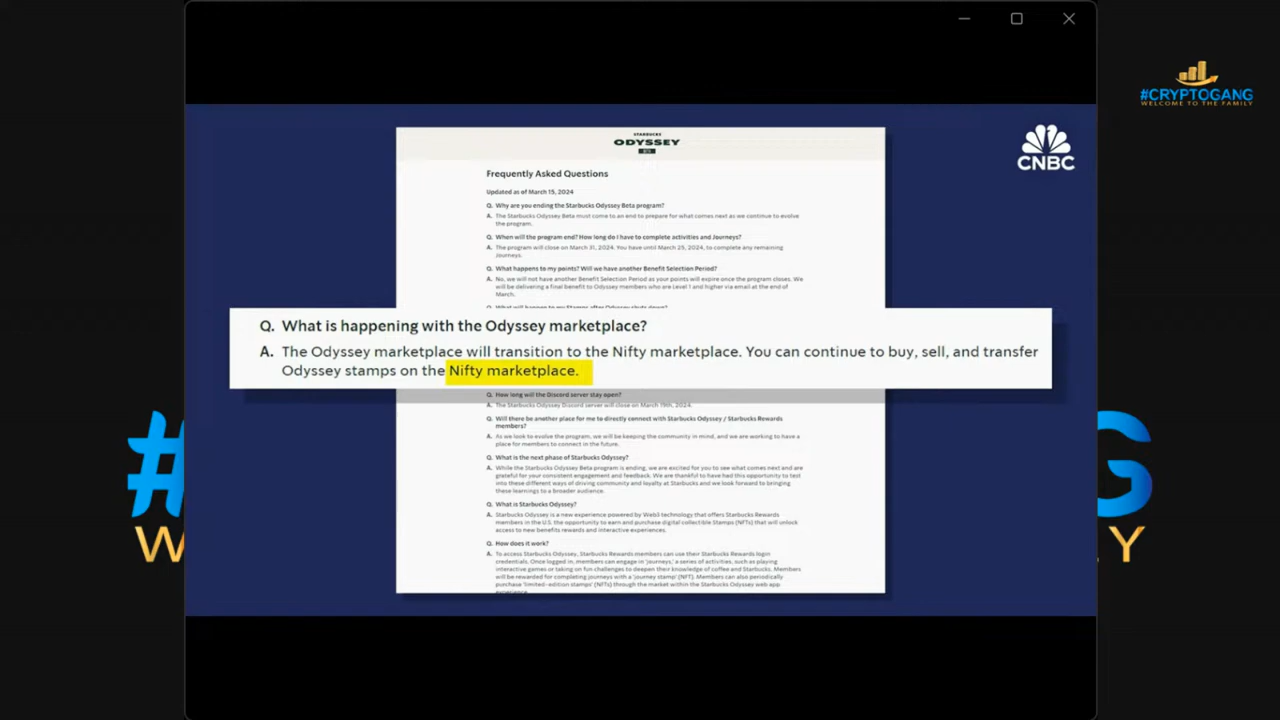 #CRYPTOGANG
WELCOME TO THE FAMILY
CNBC
STARBUCKS
ODYSSEY
Frequently Asked Questions
Updated as of March 15, 2024
Q. Why are you ending the Starbucks Odyssey Beta program?
A. The Starbucks Odyssey Beta must come to an end to prepare for what comes next as we continue to evolve
the program.
Q. When will the program end? How long do I have to complete activities and Journeys?
A. The program will close on March 31, 2024. You have until March 25, 2024, to complete any remaining
Journeys.
Q. What happens to my points? Will we have another Benefit Selection Period?
A. No, we will not have another Benefit Selection Period as your points will expire once the program closes. We
will be delivering a final benefit to Odyssey members who are Level 1 and higher via email at the end of
March.
Q. What will happen to my Stamps after Odyssey shuts down?
Q. What is happening with the Odyssey marketplace?
A. The Odyssey marketplace will transition to the Nifty marketplace. You can continue to buy, sell, and transfer
Odyssey stamps on the Nifty marketplace.
Q. How long will the Discord server stay open?
A. The Starbucks Odyssey Discord server will close on March 19th, 2024.
Q. Will there be another place for me to directly connect with Starbucks Odyssey / Starbucks Rewards
members?
A. As we look to evolve the program, we will be keeping the community in mind, and we are working to have a
place for members to connect in the future.
Q. What is the next phase of Starbucks Odyssey?
A. While the Starbucks Odyssey Beta program is ending, we are excited for you to see what comes next and are
grateful for your consistent engagement and feedback. We are thankful to have had this opportunity to test
into these different ways of driving community and loyalty at Starbucks and we look forward to bringing
these learnings to a broader audience.
Q. What is Starbucks Odyssey?
A. Starbucks Odyssey is a new experience powered by Web3 technology that offers Starbucks Rewards
members in the U.S. the opportunity to earn and purchase digital collectible Stamps (NFTs) that will unlock
access to new benefits rewards and interactive experiences.
Q. How does it work?
A. To access Starbucks Odyssey, Starbucks Rewards members can use their Starbucks Rewards login
credentials. Once logged in, members can engage in 'journeys,' a series of activities, such as playing
interactive games or taking on fun challenges to deepen their knowledge of coffee and Starbucks. Members
will be rewarded for completing journeys with a 'journey stamp' (NFT). Members can also periodically
purchase 'limited-edition stamps' (NFTs) through the market within the Starbucks Odyssey web app
experience.
#
G
W
Y